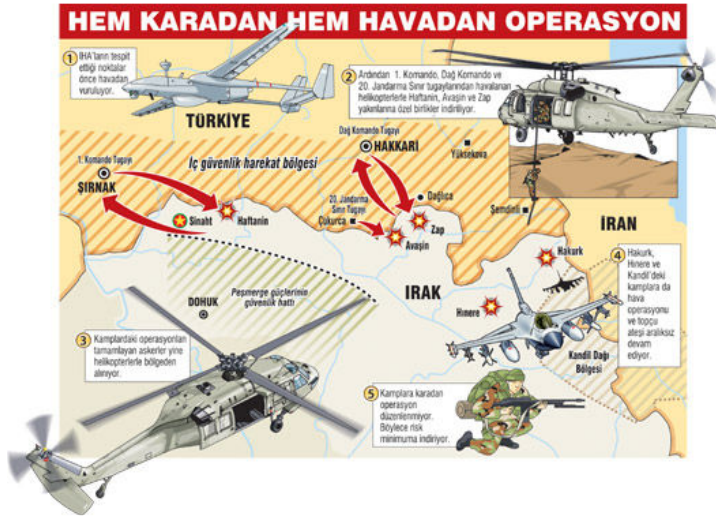 HEM KARADAN HEM HAVADAN OPERASYON
1 İHA'ların tespit
ettiği noktalar
önce havadan
vuruluyor.
2 Ardından 1. Komando, Dağ Komando ve
20. Jandarma Sınır tugaylarından havalanan
helikopterlerle Haftanin, Avaşin ve Zap
yakınlarına özel birlikler indiriliyor.
TÜRKİYE
Dağ Komando Tugayı
HAKKARİ
Yüksekova
1. Komando Tugayı
ŞIRNAK
İç güvenlik harekat bölgesi
20. Jandarma
Sınır Tugayı
Çukurca
Dağlıca
Şemdinli
Sinaht
Haftanin
Zap
Avaşin
İRAN
Hakurk
IRAK
Hınere
4 Hakurk,
Hınere ve
Kandil'deki
kamplara da
hava
operasyonu
ve topçu
ateşi aralıksız
devam
ediyor.
Peşmerge güçlerinin
güvenlik hattı
DOHUK
3 Kamplardaki operasyonları
tamamlayan askerler yine
helikopterlerle bölgeden
alınıyor.
Kandil Dağı
Bölgesi
5 Kamplara karadan
operasyon
düzenlenmiyor.
Böylece risk
minimuma indiriyor.